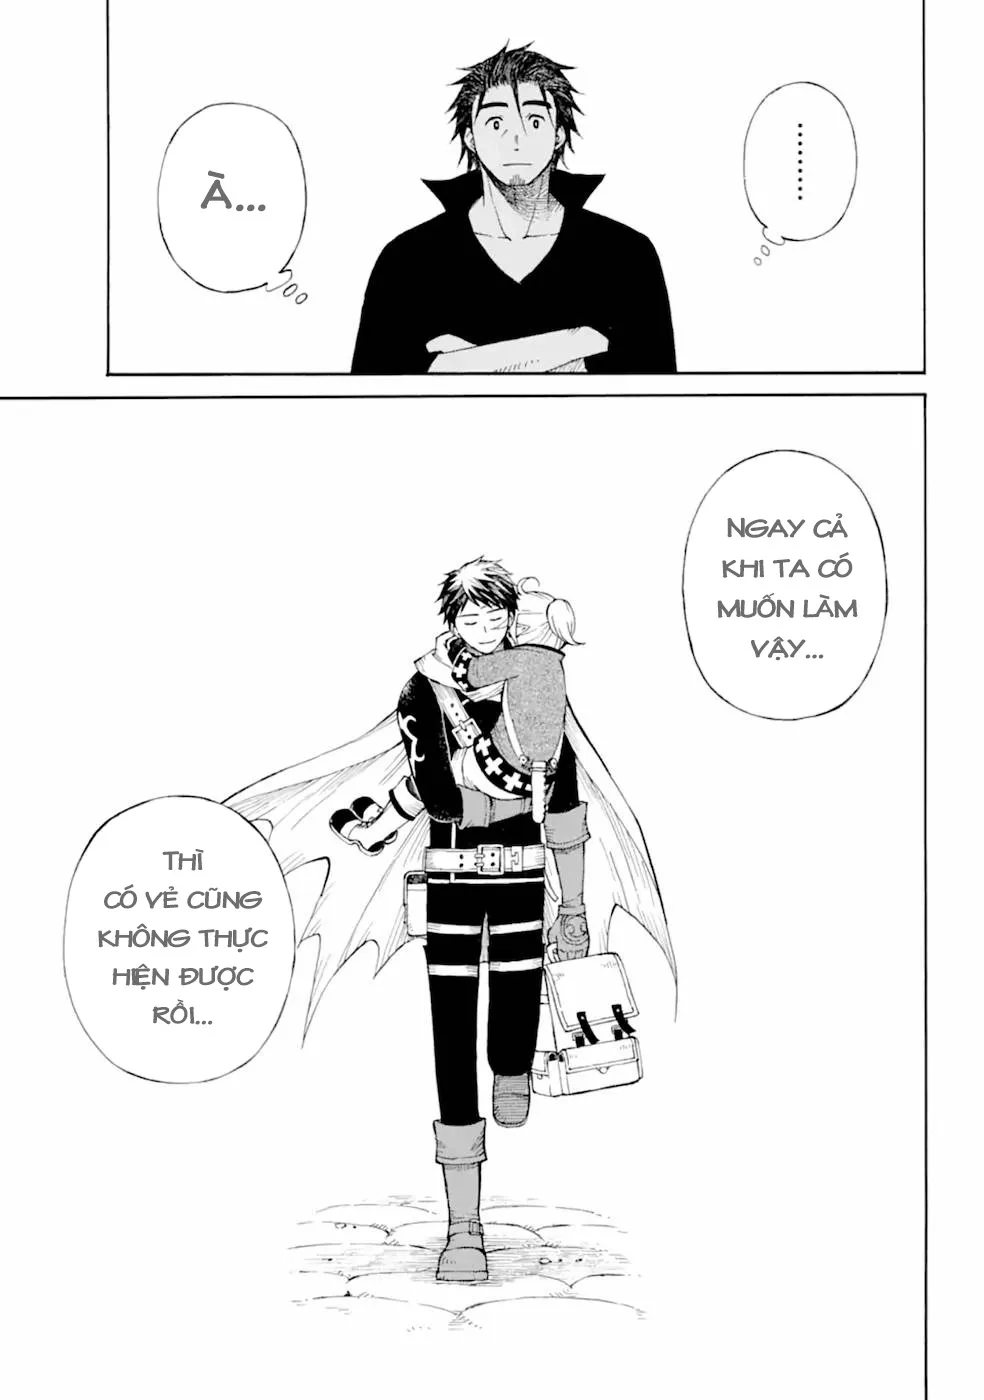 .........
À...
NGAY CẢ
KHI TA CÓ
MUỐN LÀM
VẬY...
THÌ
CÓ VẺ CŨNG
KHÔNG THỰC
HIỆN ĐƯỢC
RỒI...